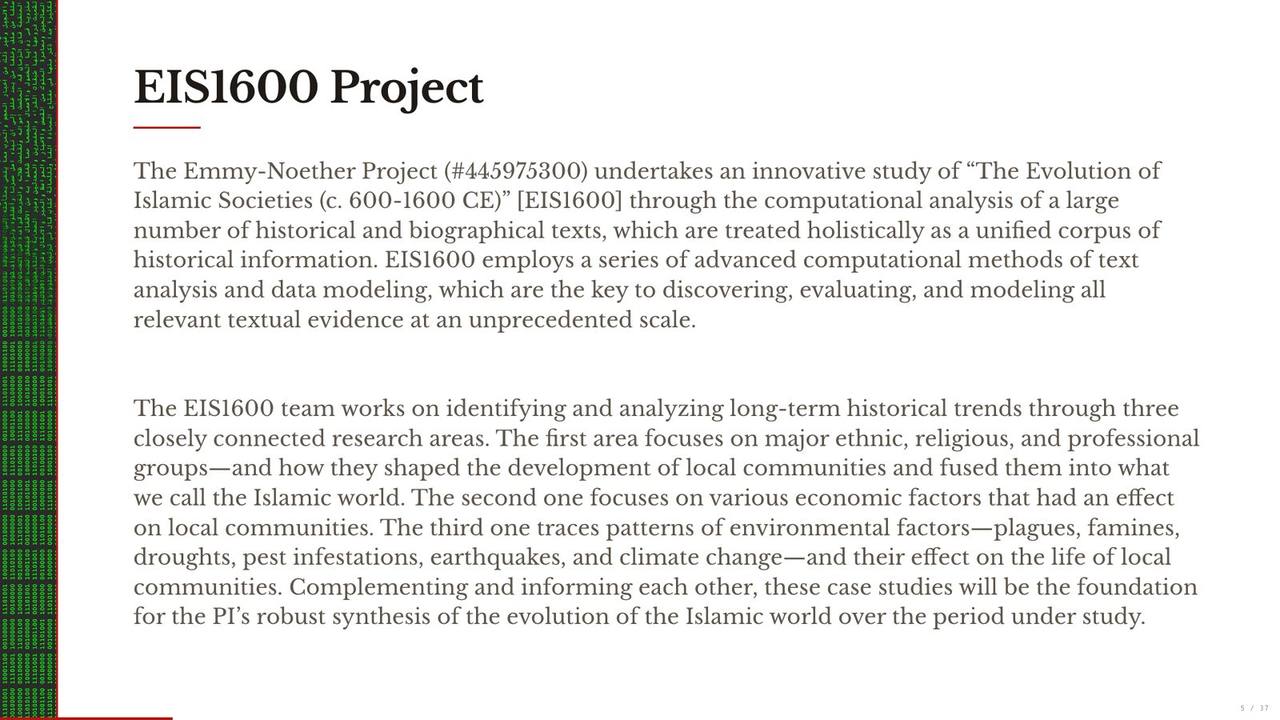 EIS1600 Project
The Emmy-Noether Project (#445975300) undertakes an innovative study of “The Evolution of
Islamic Societies (c. 600-1600 CE)” [EIS1600] through the computational analysis of a large
number of historical and biographical texts, which are treated holistically as a unified corpus of
historical information. EIS1600 employs a series of advanced computational methods of text
analysis and data modeling, which are the key to discovering, evaluating, and modeling all
relevant textual evidence at an unprecedented scale.
The EIS1600 team works on identifying and analyzing long-term historical trends through three
closely connected research areas. The first area focuses on major ethnic, religious, and professional
groups—and how they shaped the development of local communities and fused them into what
we call the Islamic world. The second one focuses on various economic factors that had an effect
on local communities. The third one traces patterns of environmental factors—plagues, famines,
droughts, pest infestations, earthquakes, and climate change—and their effect on the life of local
communities. Complementing and informing each other, these case studies will be the foundation
for the PI’s robust synthesis of the evolution of the Islamic world over the period under study.
5 / 37